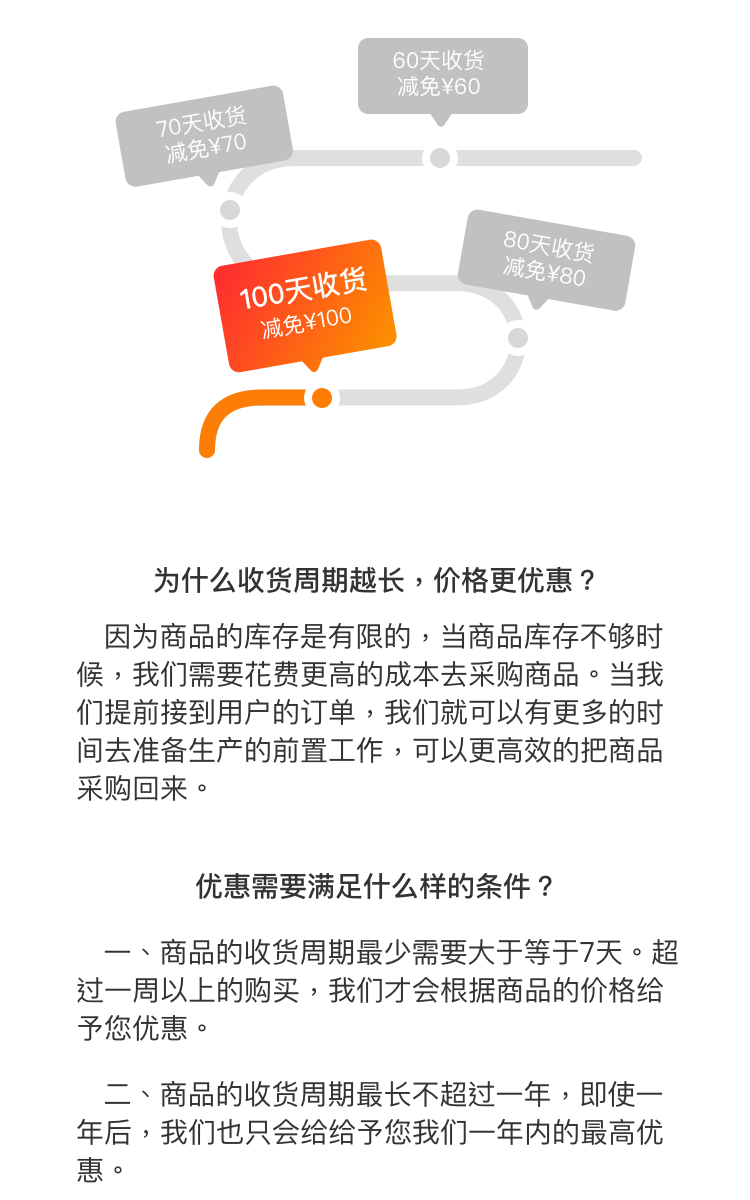 60天收货
减免¥60
70天收货
减免¥70
80天收货
减免¥80
100天收货
减免¥100
为什么收货周期越长，价格更优惠？
因为商品的库存是有限的，当商品库存不够时
候，我们需要花费更高的成本去采购商品。当我
们提前接到用户的订单，我们就可以有更多的时
间去准备生产的前置工作，可以更高效的把商品
采购回来。
优惠需要满足什么样的条件？
一、商品的收货周期最少需要大于等于7天。超
过一周以上的购买，我们才会根据商品的价格给
予您优惠。
二、商品的收货周期最长不超过一年，即使一
年后，我们也只会给给予您我们一年内的最高优
惠。